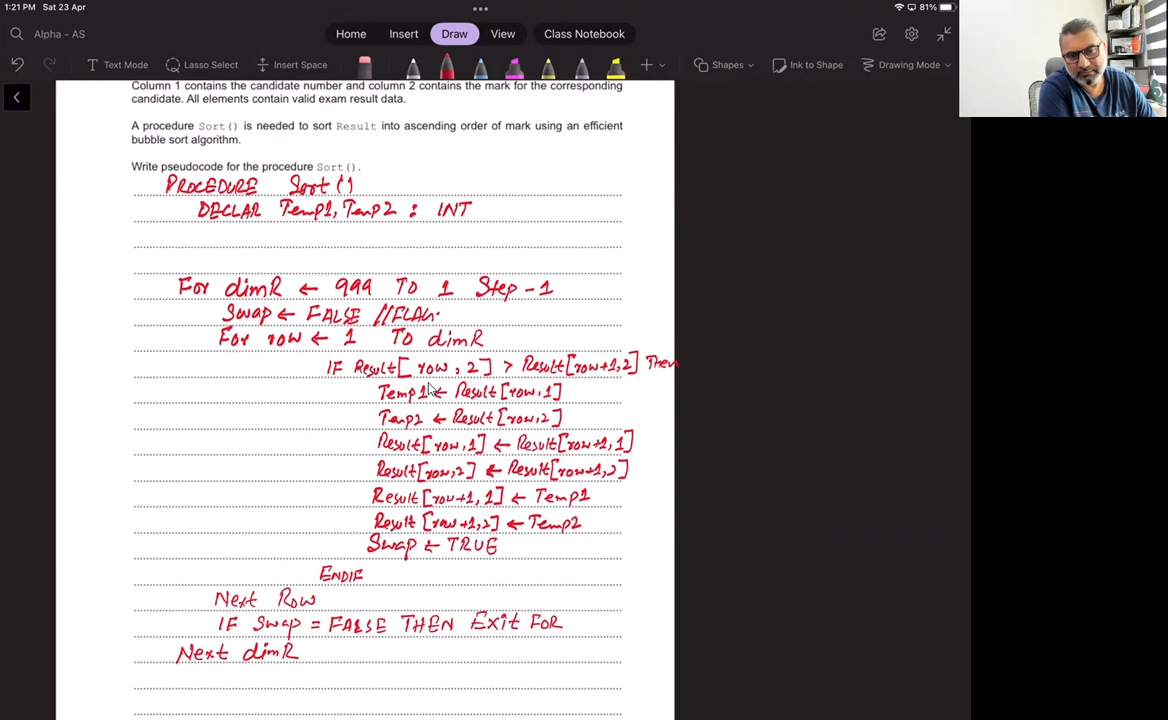 1:21 PM Sat 23 Apr
81%
Alpha - AS
Home Insert Draw View Class Notebook
Text Mode Lasso Select Insert Space Shapes Ink to Shape Drawing Mode
Column 1 contains the candidate number and column 2 contains the mark for the corresponding
candidate. All elements contain valid exam result data.
A procedure Sort() is needed to sort Result into ascending order of mark using an efficient
bubble sort algorithm.
Write pseudocode for the procedure Sort().
PROCEDURE Sort()
DECLAR Temp1, Temp2 : INT
For dimR ← 999 TO 1 Step -1
Swap ← FALSE //FLAG.
For row ← 1 TO dimR
IF Result[row, 2] > Result[row+1,2] Then
Temp1 ← Result[row,1]
Temp2 ← Result[row,2]
Result[row,1] ← Result[row+1,1]
Result[row,2] ← Result[row+1,2]
Result[row+1,1] ← Temp1
Result[row+1,2] ← Temp2
Swap ← TRUE
ENDIF
Next Row
IF Swap = FALSE THEN Exit FOR
Next dimR